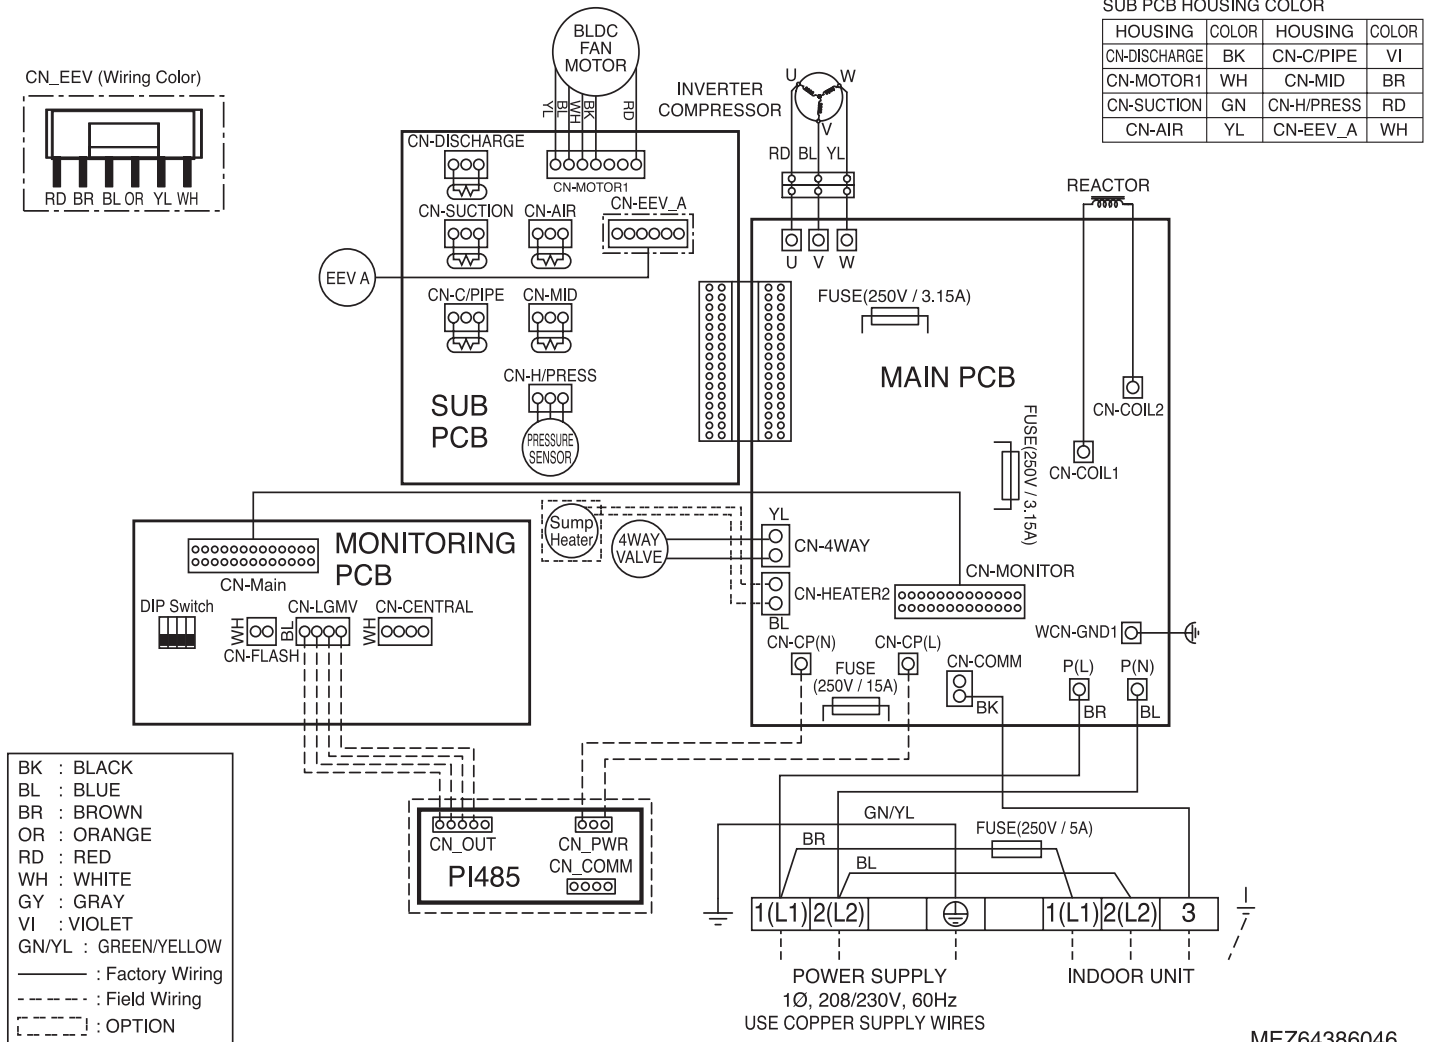 SUB PCB HOUSING COLOR
HOUSING COLOR HOUSING COLOR
CN-DISCHARGE BK CN-C/PIPE VI
CN-MOTOR1 WH CN-MID BR
CN-SUCTION GN CN-H/PRESS RD
CN-AIR YL CN-EEV_A WH
CN_EEV (Wiring Color)
RD BR BL OR YL WH
BLDC
FAN
MOTOR
YL BL WH BK RD
INVERTER
COMPRESSOR
U W
V
RD BL YL
REACTOR
CN-DISCHARGE
CN-MOTOR1
CN-SUCTION CN-AIR CN-EEV_A
EEV A
CN-C/PIPE CN-MID
CN-H/PRESS
SUB
PCB
PRESSURE
SENSOR
U V W
FUSE(250V / 3.15A)
MAIN PCB
CN-COIL2
FUSE(250V / 3.15A)
CN-COIL1
Sump
Heater
4WAY
VALVE
YL
CN-4WAY
CN-HEATER2
BL
CN-MONITOR
WCN-GND1
CN-CP(N) CN-CP(L)
FUSE
(250V / 15A)
CN-COMM
BK
P(L) P(N)
BR BL
MONITORING
PCB
CN-Main
DIP Switch
WH
CN-FLASH
BL
CN-LGMV
WH
CN-CENTRAL
BK : BLACK
BL : BLUE
BR : BROWN
OR : ORANGE
RD : RED
WH : WHITE
GY : GRAY
VI : VIOLET
GN/YL : GREEN/YELLOW
: Factory Wiring
: Field Wiring
: OPTION
CN_OUT CN_PWR
CN_COMM
PI485
GN/YL
FUSE(250V / 5A)
BR
BL
1(L1) 2(L2) 1(L1) 2(L2) 3
POWER SUPPLY
1Ø, 208/230V, 60Hz
USE COPPER SUPPLY WIRES
INDOOR UNIT
MEZ64386046